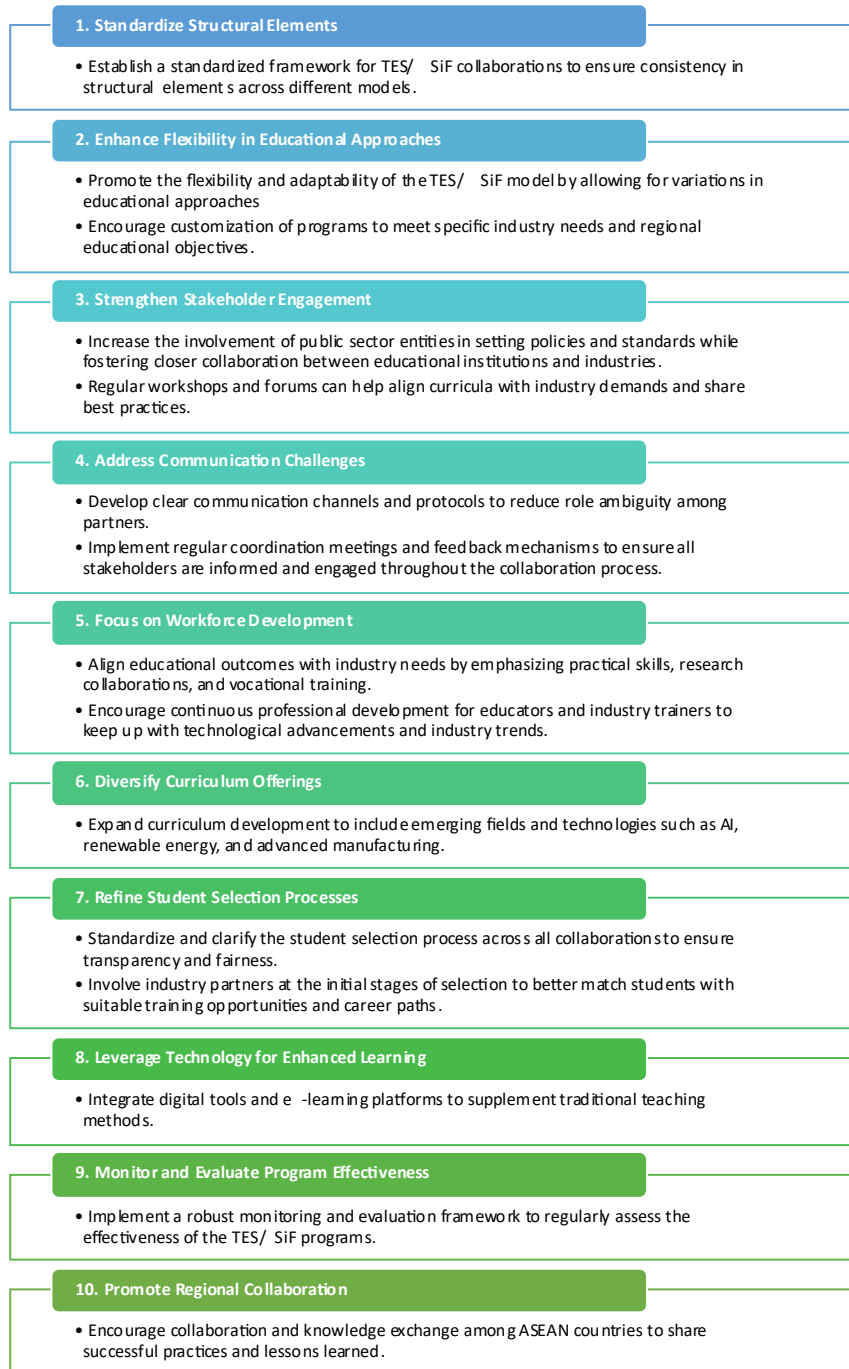 1. Standardize Structural Elements
• Establish a standardized framework for TES/ SiF collaborations to ensure consistency in
structural elements across different models.
2. Enhance Flexibility in Educational Approaches
• Promote the flexibility and adaptability of the TES/ SiF model by allowing for variations in
educational approaches
• Encourage customization of programs to meet specific industry needs and regional
educational objectives.
3. Strengthen Stakeholder Engagement
• Increase the involvement of public sector entities in setting policies and standards while
fostering closer collaboration between educational institutions and industries.
• Regular workshops and forums can help align curricula with industry demands and share
best practices.
4. Address Communication Challenges
• Develop clear communication channels and protocols to reduce role ambiguity among
partners.
• Implement regular coordination meetings and feedback mechanisms to ensure all
stakeholders are informed and engaged throughout the collaboration process.
5. Focus on Workforce Development
• Align educational outcomes with industry needs by emphasizing practical skills, research
collaborations, and vocational training.
• Encourage continuous professional development for educators and industry trainers to
keep up with technological advancements and industry trends.
6. Diversify Curriculum Offerings
• Expand curriculum development to include emerging fields and technologies such as AI,
renewable energy, and advanced manufacturing.
7. Refine Student Selection Processes
• Standardize and clarify the student selection process across all collaborations to ensure
transparency and fairness.
• Involve industry partners at the initial stages of selection to better match students with
suitable training opportunities and career paths.
8. Leverage Technology for Enhanced Learning
• Integrate digital tools and e -learning platforms to supplement traditional teaching
methods.
9. Monitor and Evaluate Program Effectiveness
• Implement a robust monitoring and evaluation framework to regularly assess the
effectiveness of the TES/ SiF programs.
10. Promote Regional Collaboration
• Encourage collaboration and knowledge exchange among ASEAN countries to share
successful practices and lessons learned.